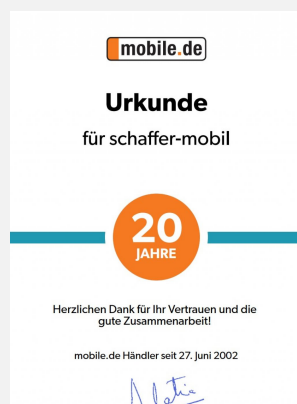 mobile.de
Urkunde
für schaffer-mobil
20
JAHRE
Herzlichen Dank für Ihr Vertrauen und die
gute Zusammenarbeit!
mobile.de Händler seit 27. Juni 2002